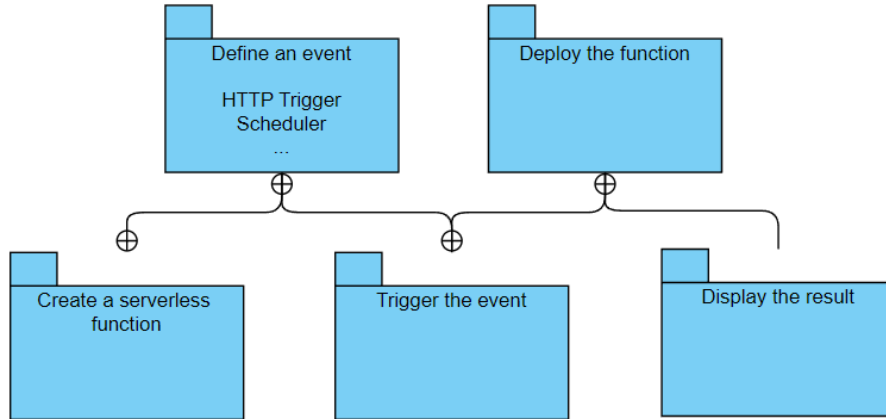 Define an event
HTTP Trigger
Scheduler
...
Deploy the function
Create a serverless
function
Trigger the event
Display the result